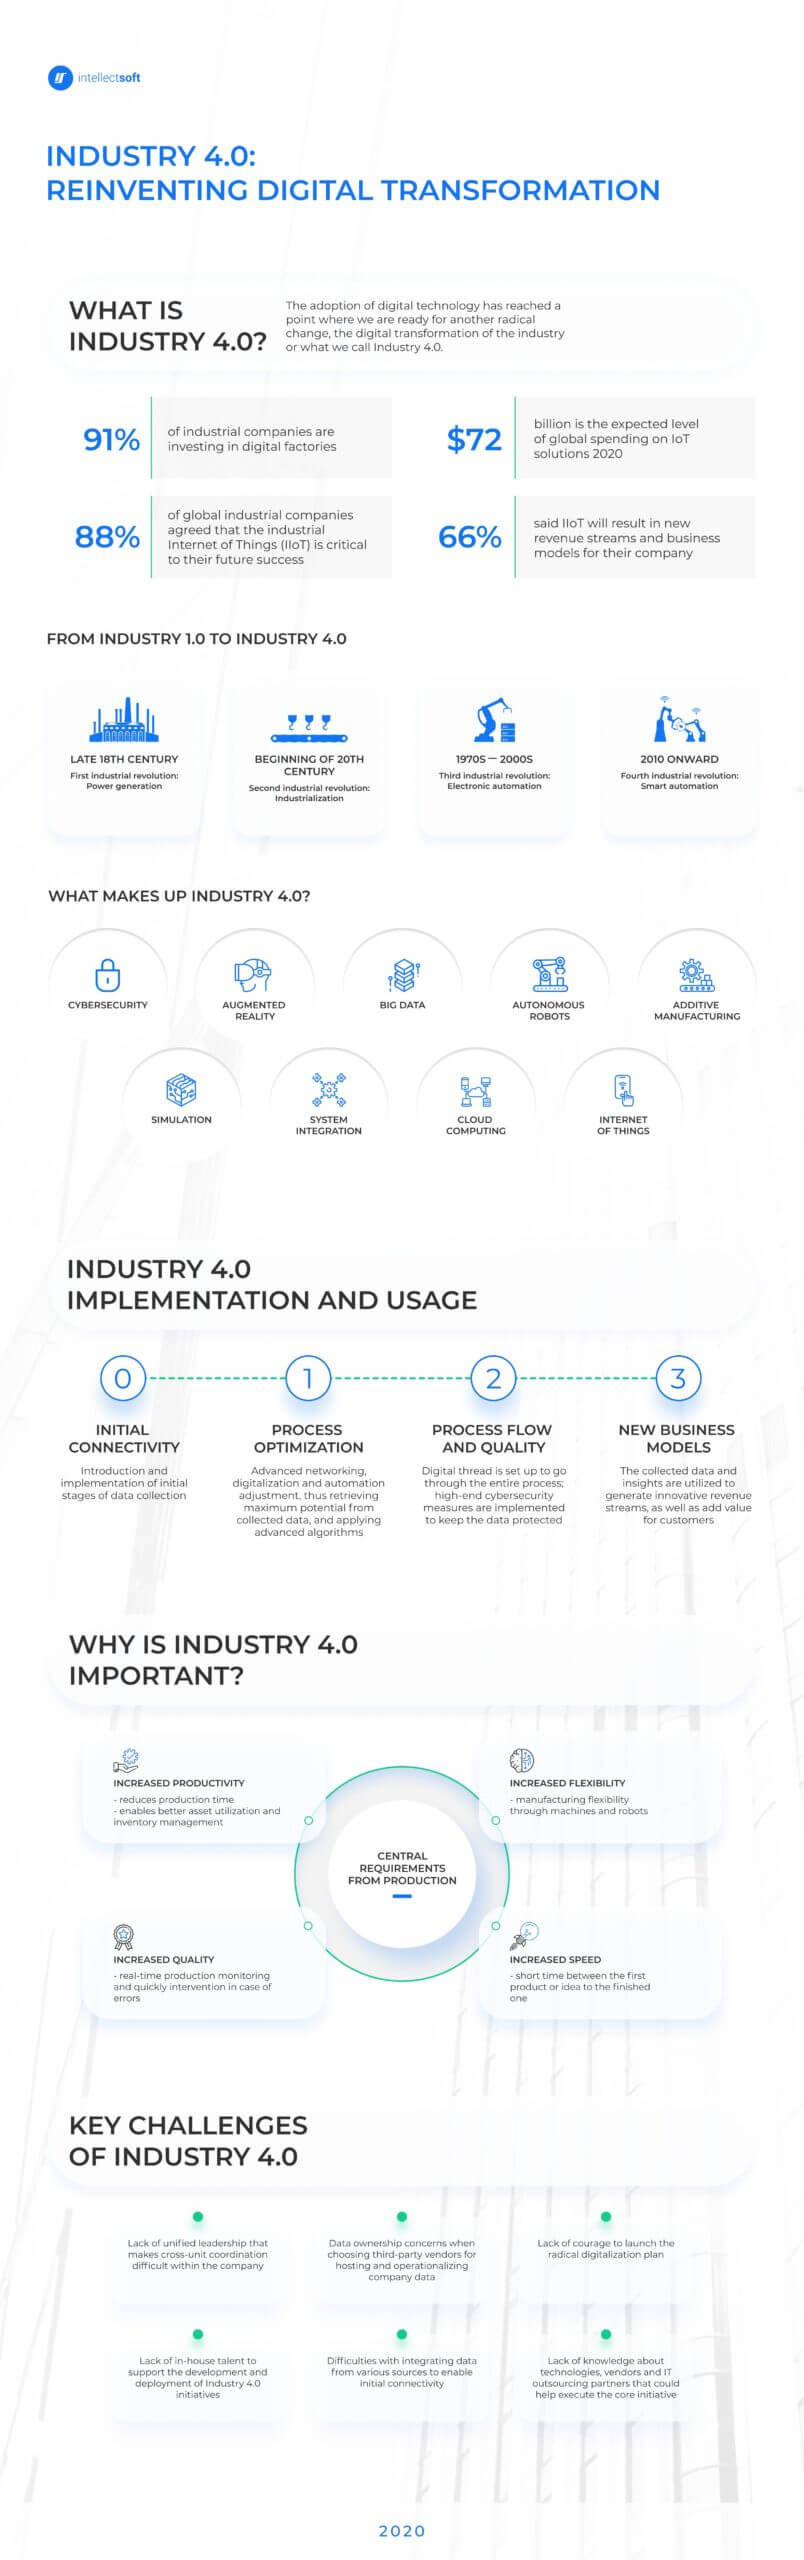 intellectsoft
INDUSTRY 4.0:
REINVENTING DIGITAL TRANSFORMATION
WHAT IS
INDUSTRY 4.0?
The adoption of digital technology has reached a
point where we are ready for another radical
change, the digital transformation of the industry
or what we call Industry 4.0.
91%
of industrial companies are
investing in digital factories
$72
billion is the expected level
of global spending on IoT
solutions 2020
88%
of global industrial companies
agreed that the industrial
Internet of Things (IIoT) is critical
to their future success
66%
said IIoT will result in new
revenue streams and business
models for their company
FROM INDUSTRY 1.0 TO INDUSTRY 4.0
LATE 18TH CENTURY
First industrial revolution:
Power generation
BEGINNING OF 20TH
CENTURY
Second industrial revolution:
Industrialization
1970S — 2000S
Third industrial revolution:
Electronic automation
2010 ONWARD
Fourth industrial revolution:
Smart automation
WHAT MAKES UP INDUSTRY 4.0?
CYBERSECURITY
AUGMENTED
REALITY
BIG DATA
AUTONOMOUS
ROBOTS
ADDITIVE
MANUFACTURING
SIMULATION
SYSTEM
INTEGRATION
CLOUD
COMPUTING
INTERNET
OF THINGS
INDUSTRY 4.0
IMPLEMENTATION AND USAGE
0
INITIAL
CONNECTIVITY
Introduction and
implementation of initial
stages of data collection
1
PROCESS
OPTIMIZATION
Advanced networking,
digitalization and automation
adjustment, thus retrieving
maximum potential from
collected data, and applying
advanced algorithms
2
PROCESS FLOW
AND QUALITY
Digital thread is set up to go
through the entire process;
high-end cybersecurity
measures are implemented
to keep the data protected
3
NEW BUSINESS
MODELS
The collected data and
insights are utilized to
generate innovative revenue
streams, as well as add value
for customers
WHY IS INDUSTRY 4.0
IMPORTANT?
INCREASED PRODUCTIVITY
- reduces production time
- enables better asset utilization and
inventory management
INCREASED FLEXIBILITY
- manufacturing flexibility
through machines and robots
CENTRAL
REQUIREMENTS
FROM PRODUCTION
INCREASED QUALITY
- real-time production monitoring
and quickly intervention in case of
errors
INCREASED SPEED
- short time between the first
product or idea to the finished
one
KEY CHALLENGES
OF INDUSTRY 4.0
Lack of unified leadership that
makes cross-unit coordination
difficult within the company
Data ownership concerns when
choosing third-party vendors for
hosting and operationalizing
company data
Lack of courage to launch the
radical digitalization plan
Lack of in-house talent to
support the development and
deployment of Industry 4.0
initiatives
Difficulties with integrating data
from various sources to enable
initial connectivity
Lack of knowledge about
technologies, vendors and IT
outsourcing partners that could
help execute the core initiative
2020